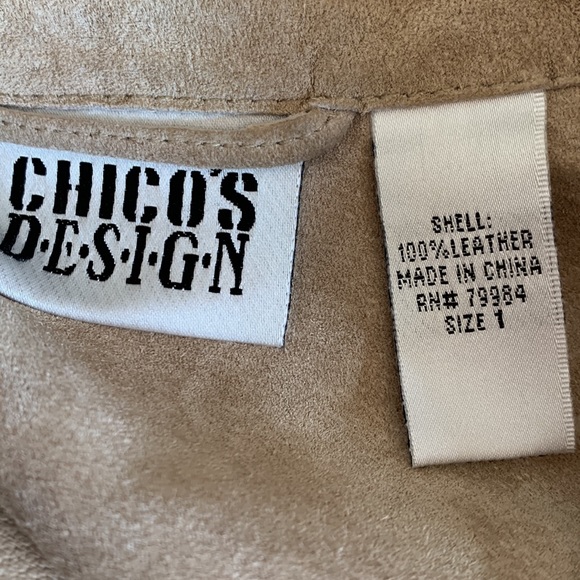 CHICO'S
D·E·S·I·G·N
SHELL:
100%LEATHER
MADE IN CHINA
RN# 79984
SIZE 1